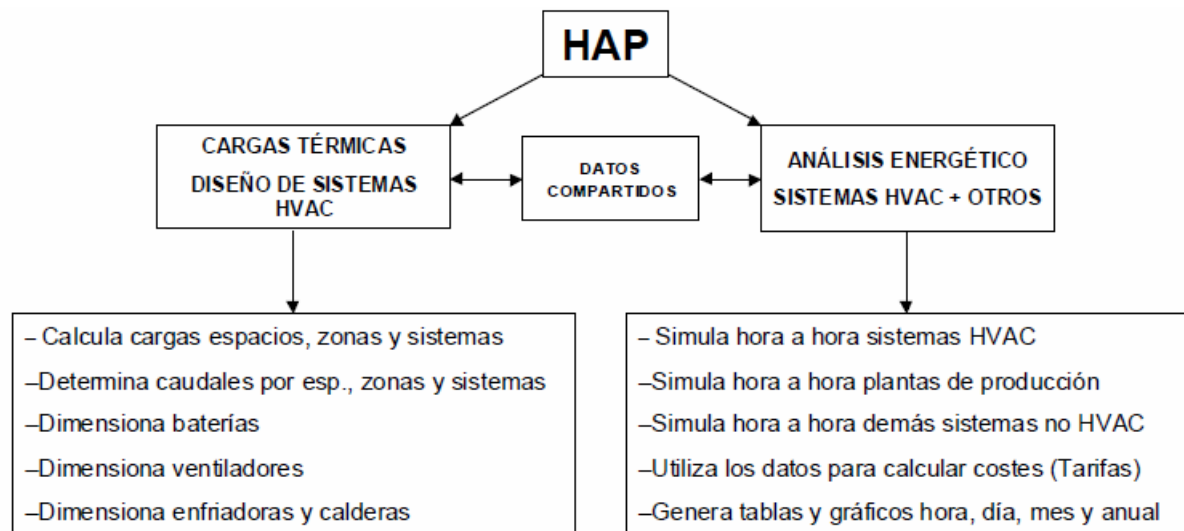 HAP
CARGAS TÉRMICAS
DISEÑO DE SISTEMAS
HVAC
DATOS
COMPARTIDOS
ANÁLISIS ENERGÉTICO
SISTEMAS HVAC + OTROS
– Calcula cargas espacios, zonas y sistemas
–Determina caudales por esp., zonas y sistemas
–Dimensiona baterías
–Dimensiona ventiladores
–Dimensiona enfriadoras y calderas
– Simula hora a hora sistemas HVAC
–Simula hora a hora plantas de producción
–Simula hora a hora demás sistemas no HVAC
–Utiliza los datos para calcular costes (Tarifas)
–Genera tablas y gráficos hora, día, mes y anual